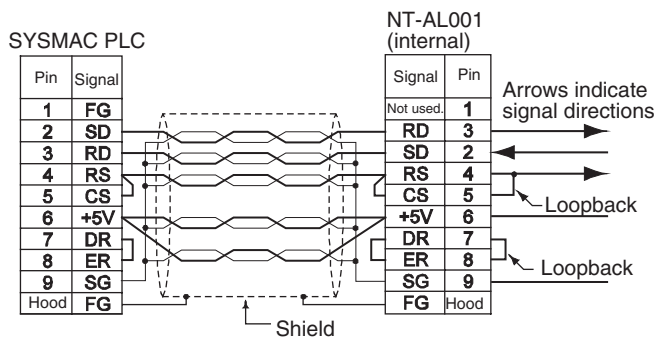 SYSMAC PLC
Pin Signal
1 FG
2 SD
3 RD
4 RS
5 CS
6 +5V
7 DR
8 ER
9 SG
Hood FG
Shield
NT-AL001
(internal)
Signal Pin
Not used. 1
RD 3
SD 2
RS 4
CS 5
+5V 6
DR 7
ER 8
SG 9
FG Hood
Arrows indicate
signal directions
Loopback
Loopback